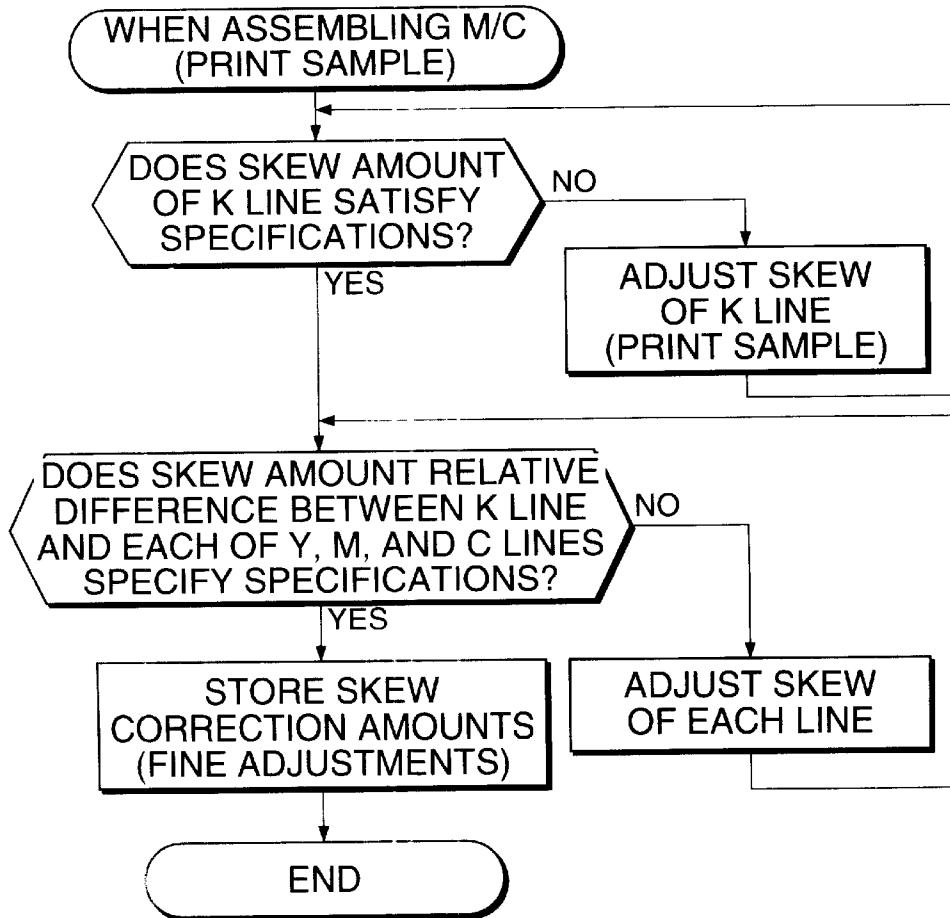 WHEN ASSEMBLING M/C
(PRINT SAMPLE)
DOES SKEW AMOUNT
OF K LINE SATISFY
SPECIFICATIONS?
NO
YES
ADJUST SKEW
OF K LINE
(PRINT SAMPLE)
DOES SKEW AMOUNT RELATIVE
DIFFERENCE BETWEEN K LINE
AND EACH OF Y, M, AND C LINES
SPECIFY SPECIFICATIONS?
NO
YES
STORE SKEW
CORRECTION AMOUNTS
(FINE ADJUSTMENTS)
ADJUST SKEW
OF EACH LINE
END